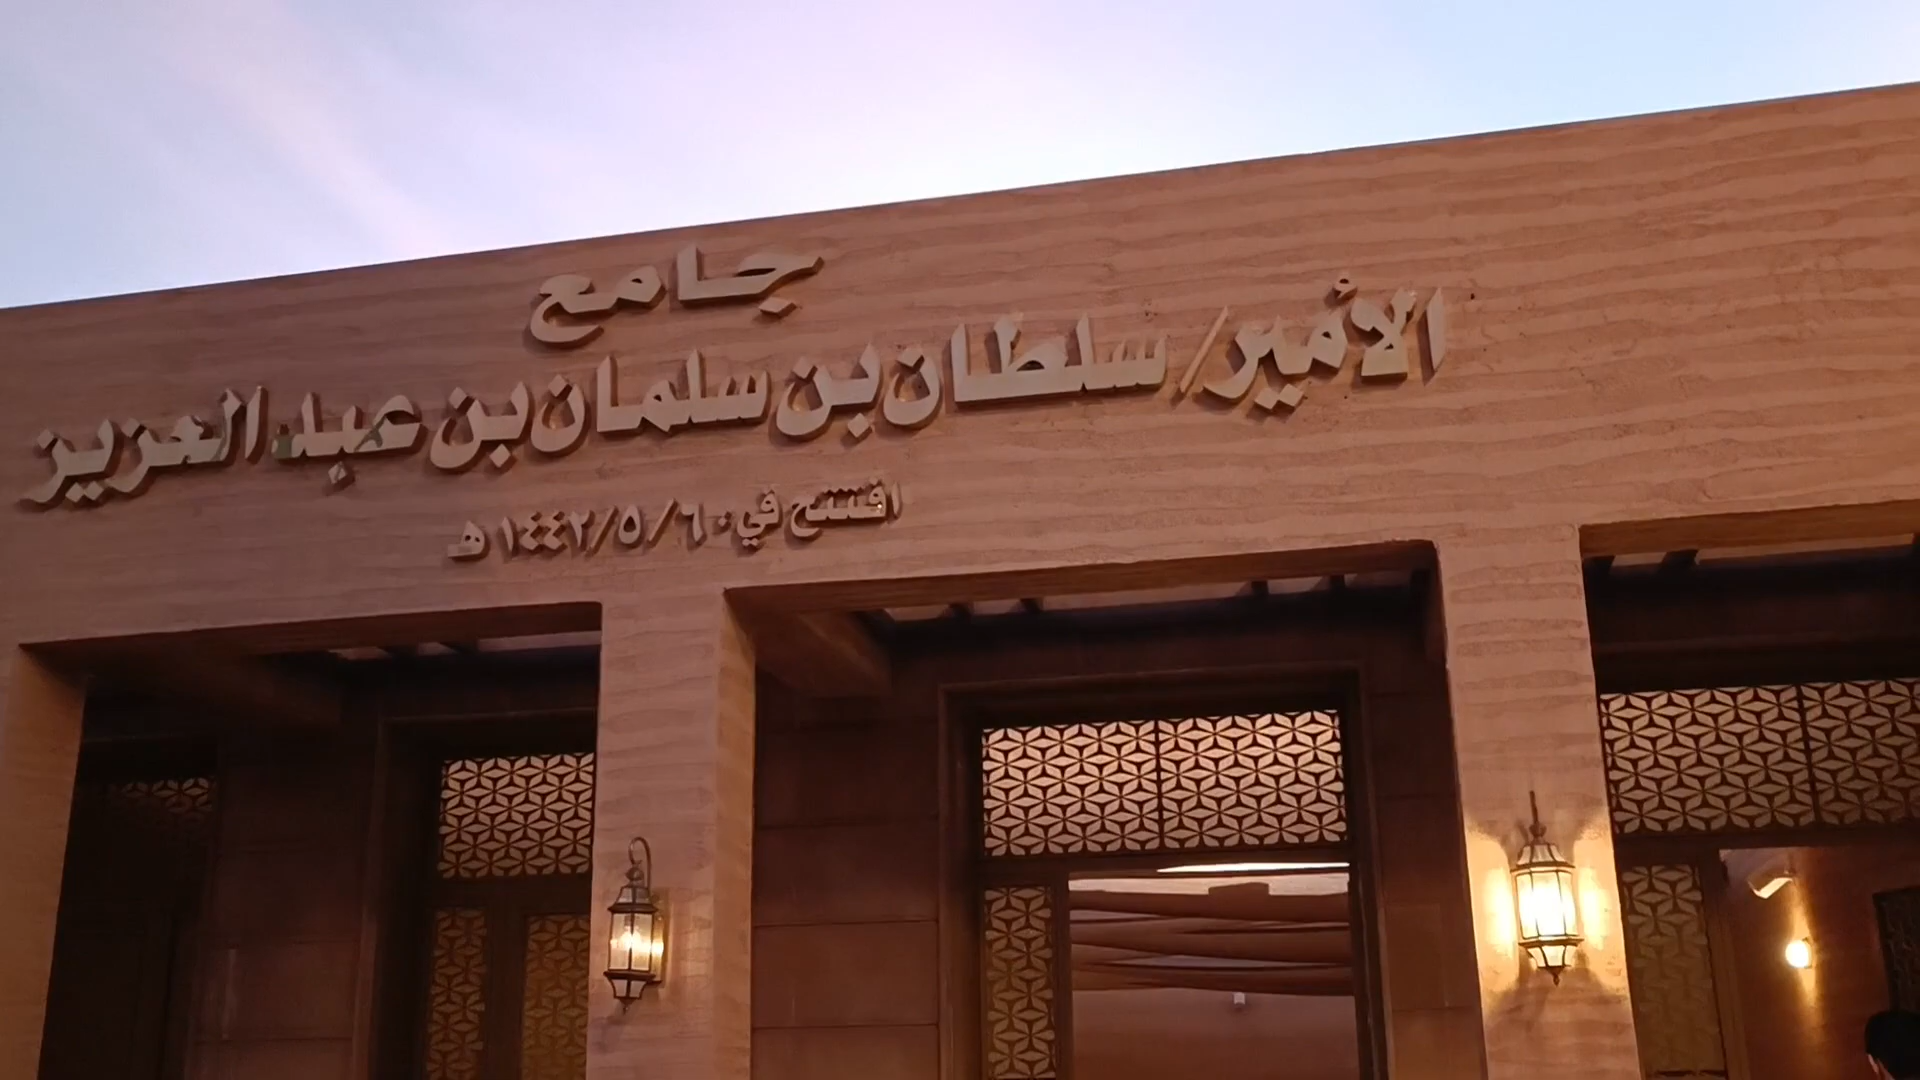 جامع
الأمير/ سلطان بن سلمان بن عبد العزيز
افتتح في: ١٤٤٢/٥/٦ هـ